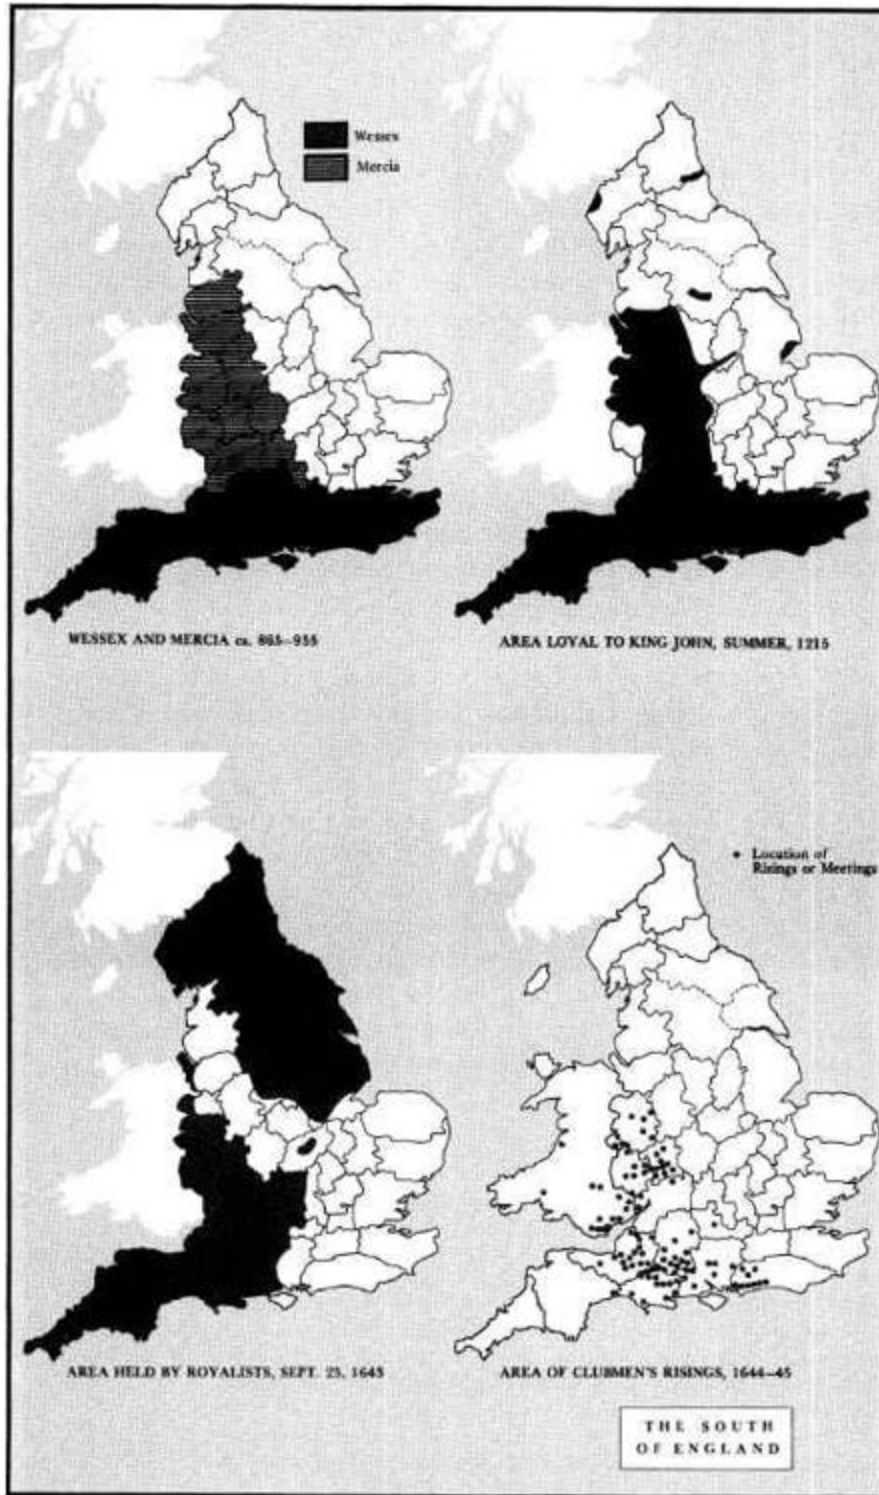 Wessex
Mercia
WESSEX AND MERCIA ca. 865–955
AREA LOYAL TO KING JOHN, SUMMER, 1215
Location of
Risings or Meetings
AREA HELD BY ROYALISTS, SEPT. 25, 1643
AREA OF CLUBMEN'S RISINGS, 1644–45
THE SOUTH
OF ENGLAND